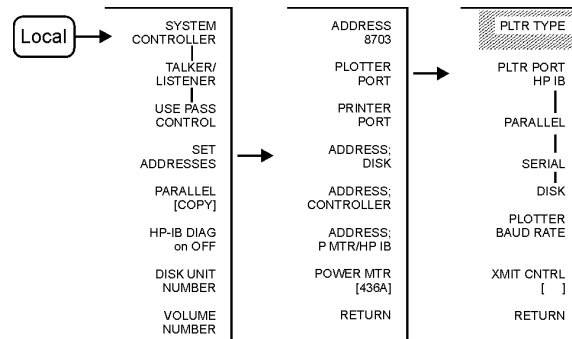 Local
SYSTEM
CONTROLLER
TALKER/
LISTENER
USE PASS
CONTROL
SET
ADDRESSES
PARALLEL
[COPY]
HP-IB DIAG
on OFF
DISK UNIT
NUMBER
VOLUME
NUMBER
ADDRESS
8703
PLOTTER
PORT
PRINTER
PORT
ADDRESS;
DISK
ADDRESS;
CONTROLLER
ADDRESS;
P MTR/HP IB
POWER MTR
[436A]
RETURN
PLTR TYPE
PLTR PORT
HP IB
PARALLEL
SERIAL
DISK
PLOTTER
BAUD RATE
XMIT CNTRL
[ ]
RETURN